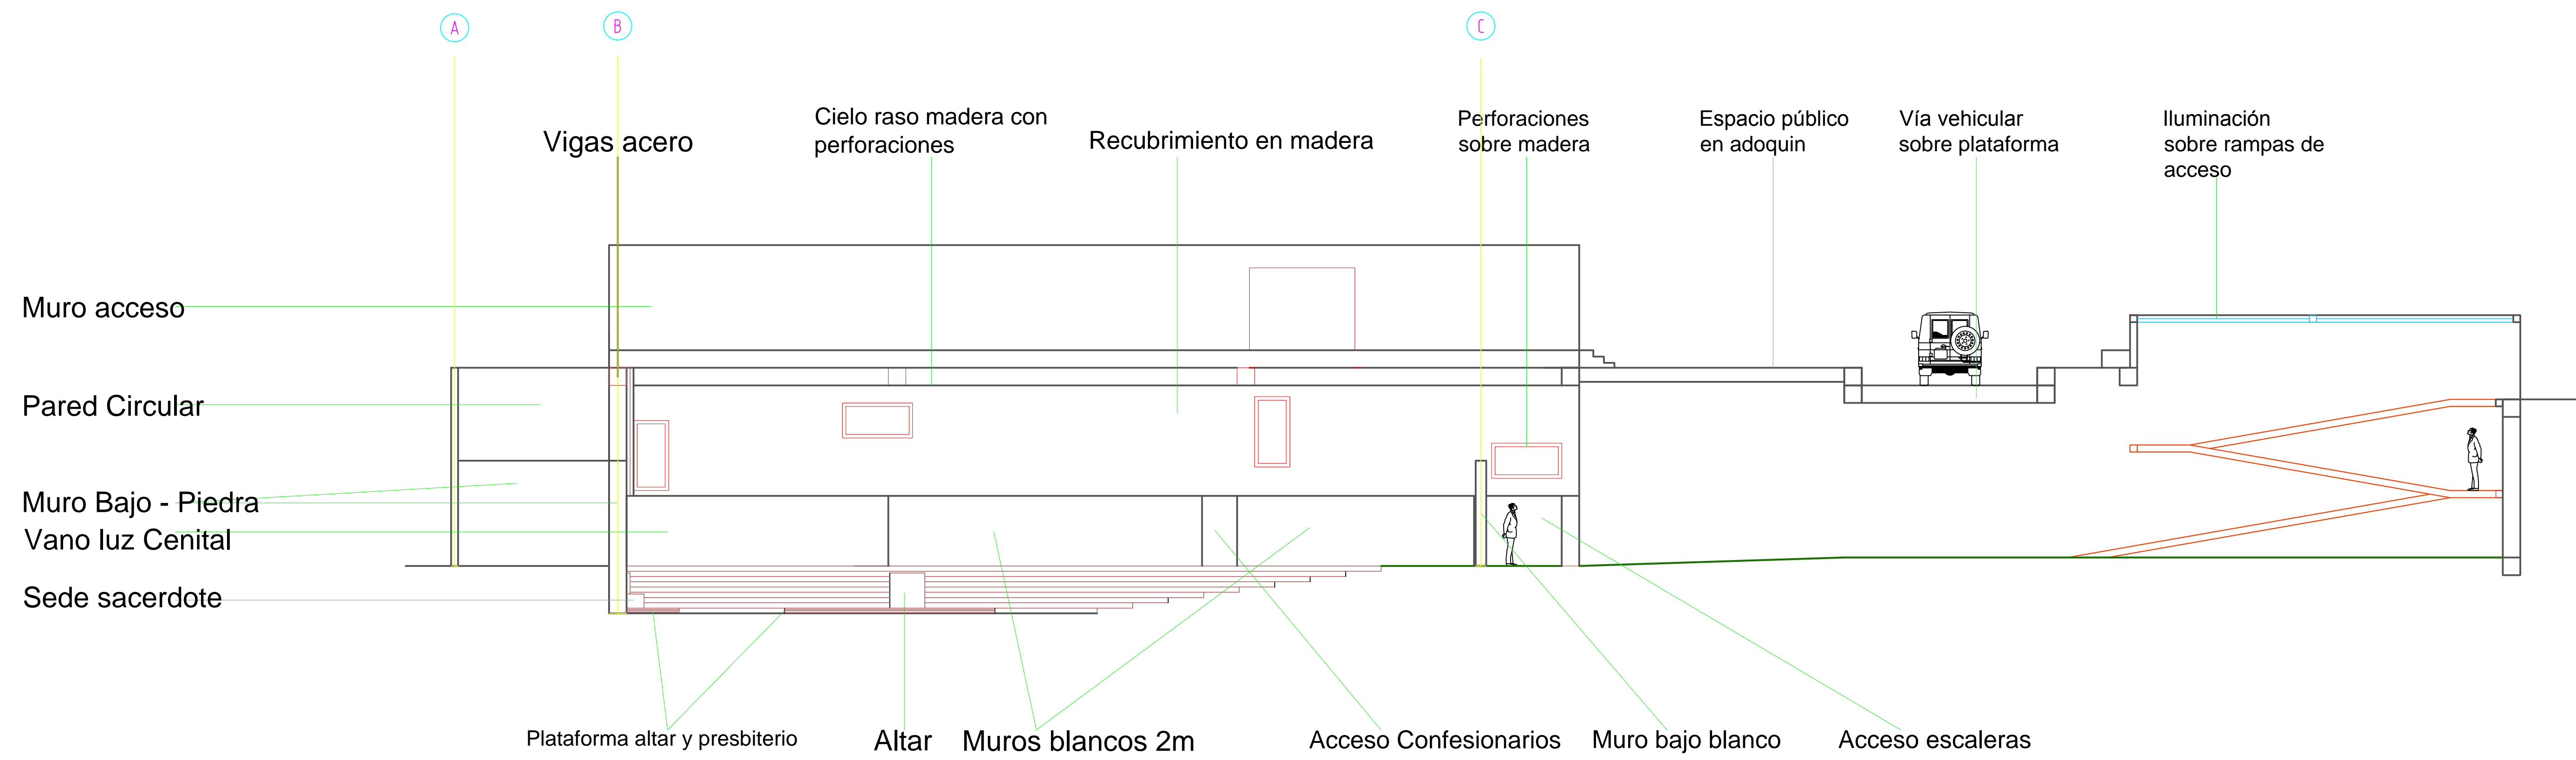 A
B
C
Vigas acero
Cielo raso madera con
perforaciones
Recubrimiento en madera
Perforaciones
sobre madera
Espacio público
en adoquin
Vía vehicular
sobre plataforma
Iluminación
sobre rampas de
acceso
Muro acceso
Pared Circular
Muro Bajo - Piedra
Vano luz Cenital
Sede sacerdote
Plataforma altar y presbiterio
Altar
Muros blancos 2m
Acceso Confesionarios
Muro bajo blanco
Acceso escaleras